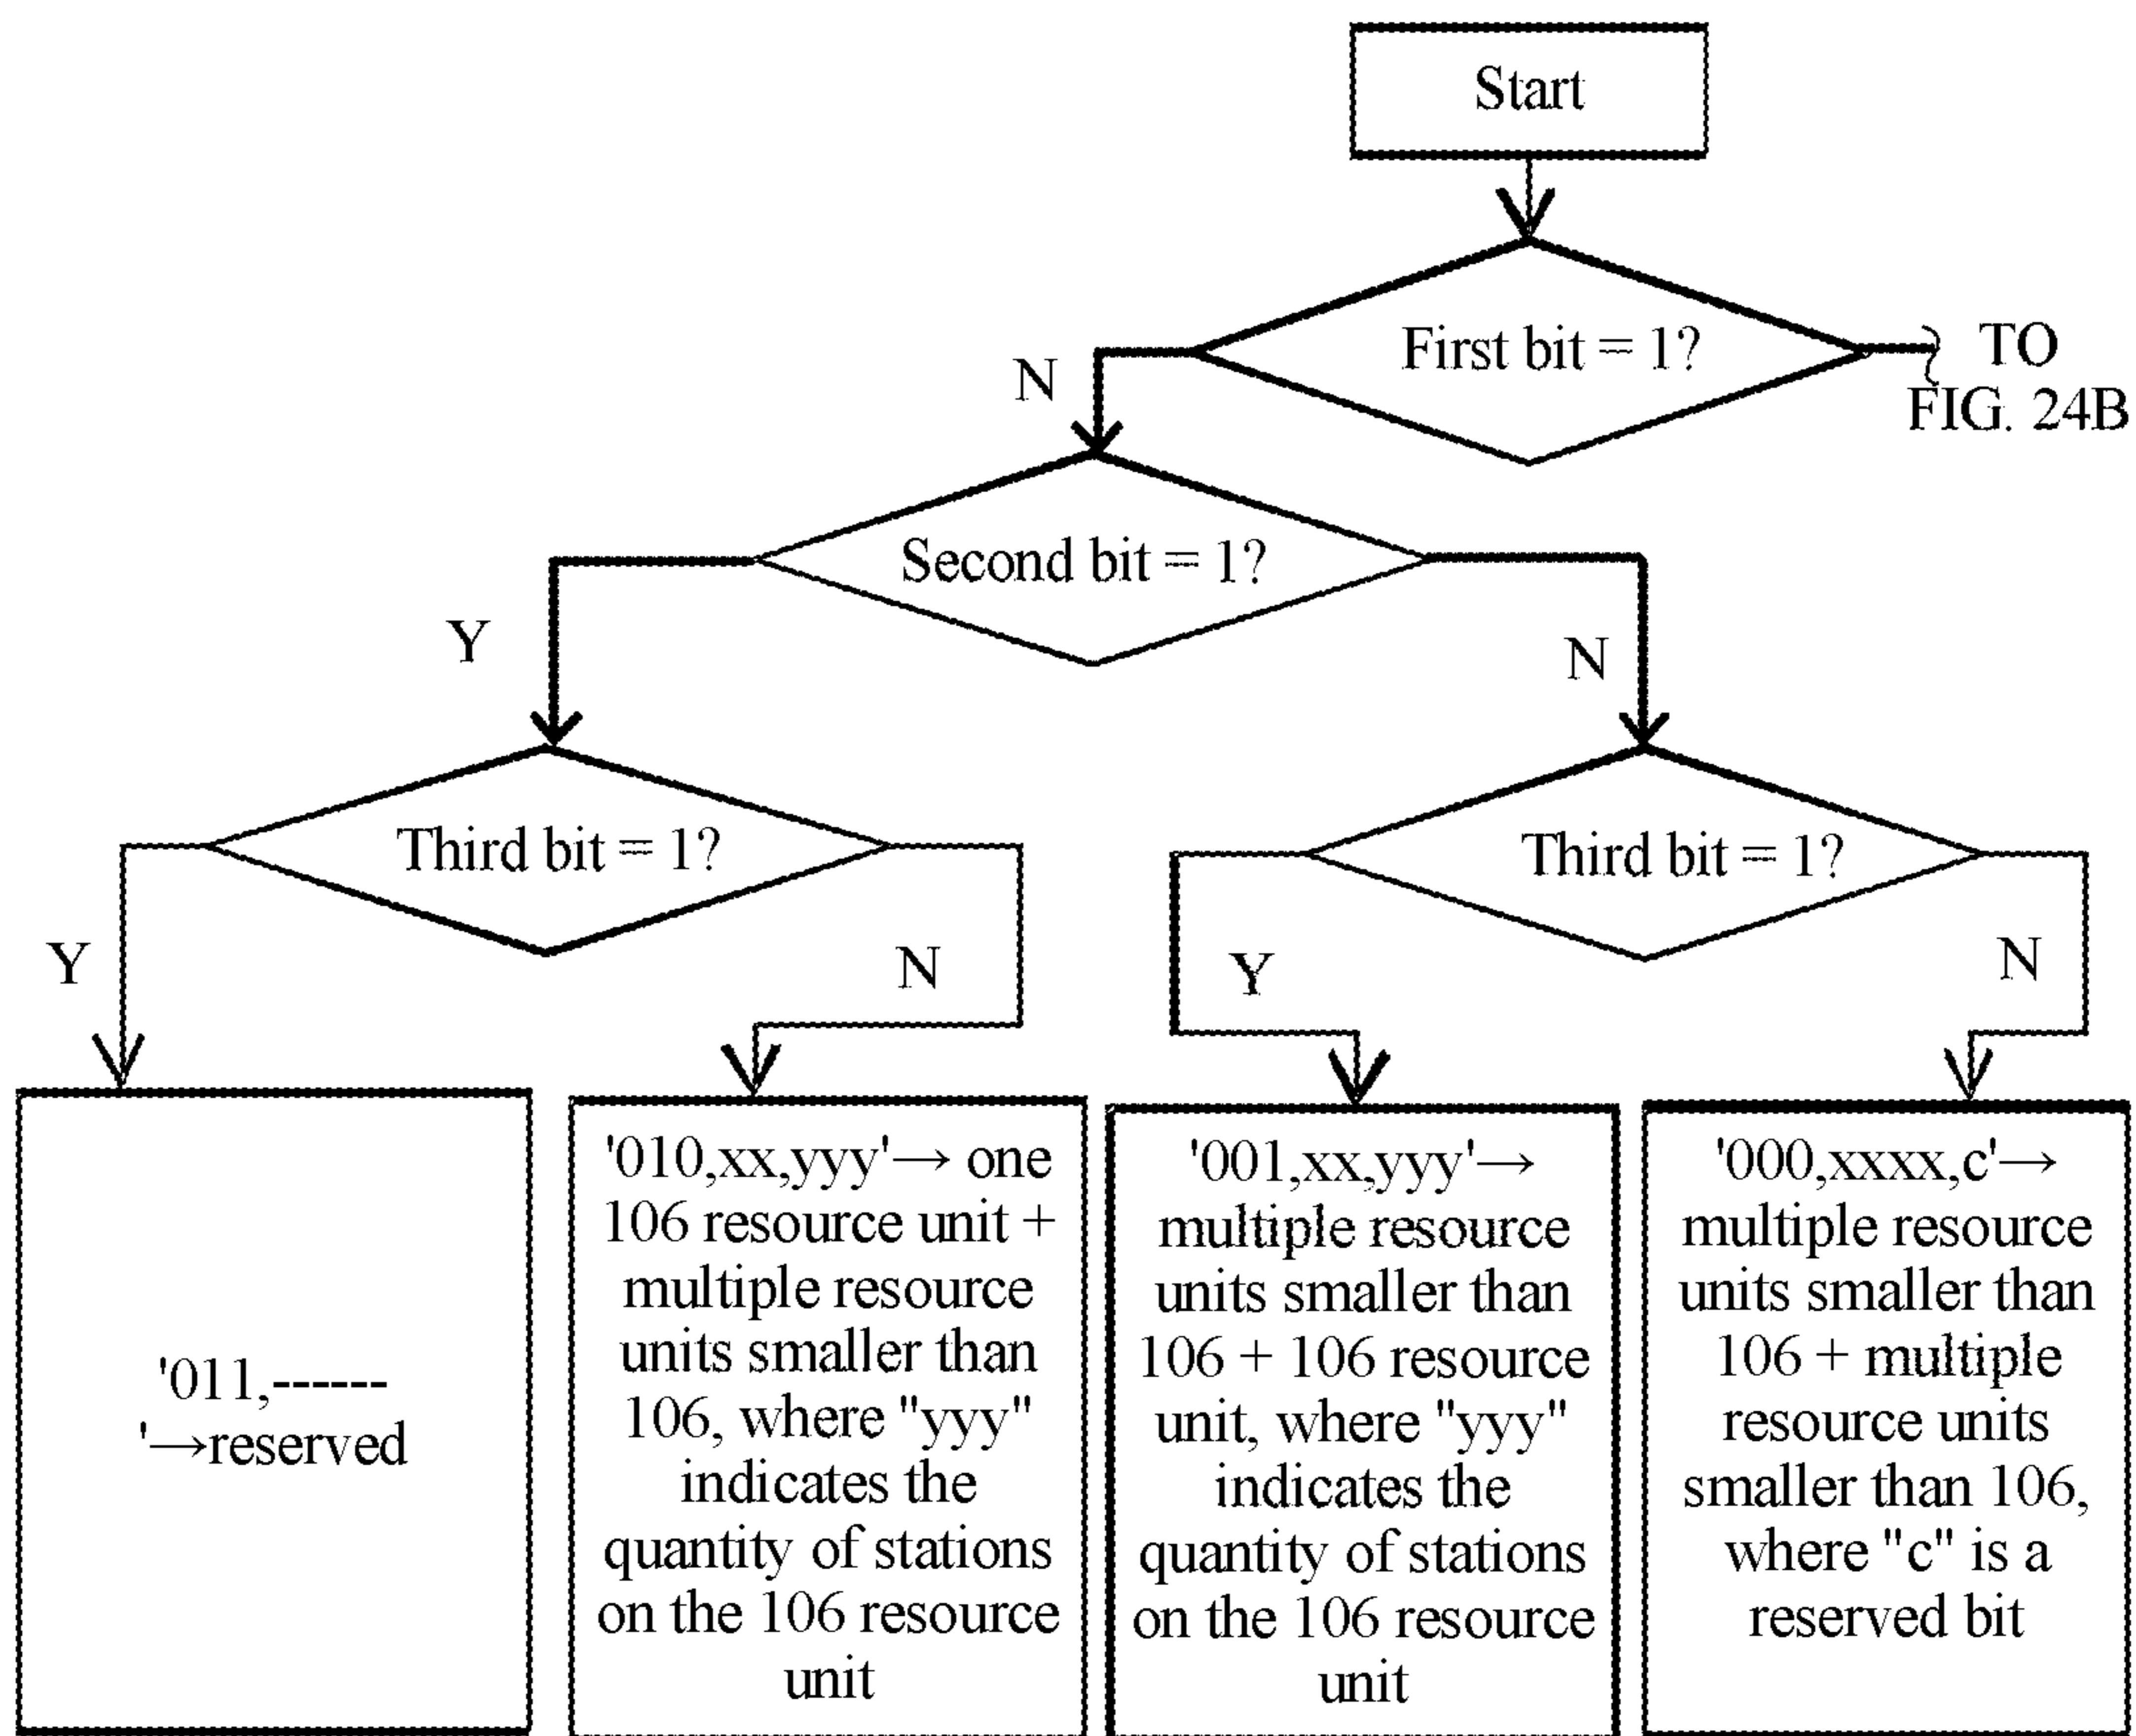 Start
First bit = 1?
TO
FIG. 24B
N
Second bit = 1?
Y
N
Third bit = 1?
Third bit = 1?
Y
N
Y
N
'011,------
'→reserved
'010,xx,yyy'→ one
106 resource unit +
multiple resource
units smaller than
106, where "yyy"
indicates the
quantity of stations
on the 106 resource
unit
'001,xx,yyy'→
multiple resource
units smaller than
106 + 106 resource
unit, where "yyy"
indicates the
quantity of stations
on the 106 resource
unit
'000,xxxx,c'→
multiple resource
units smaller than
106 + multiple
resource units
smaller than 106,
where "c" is a
reserved bit